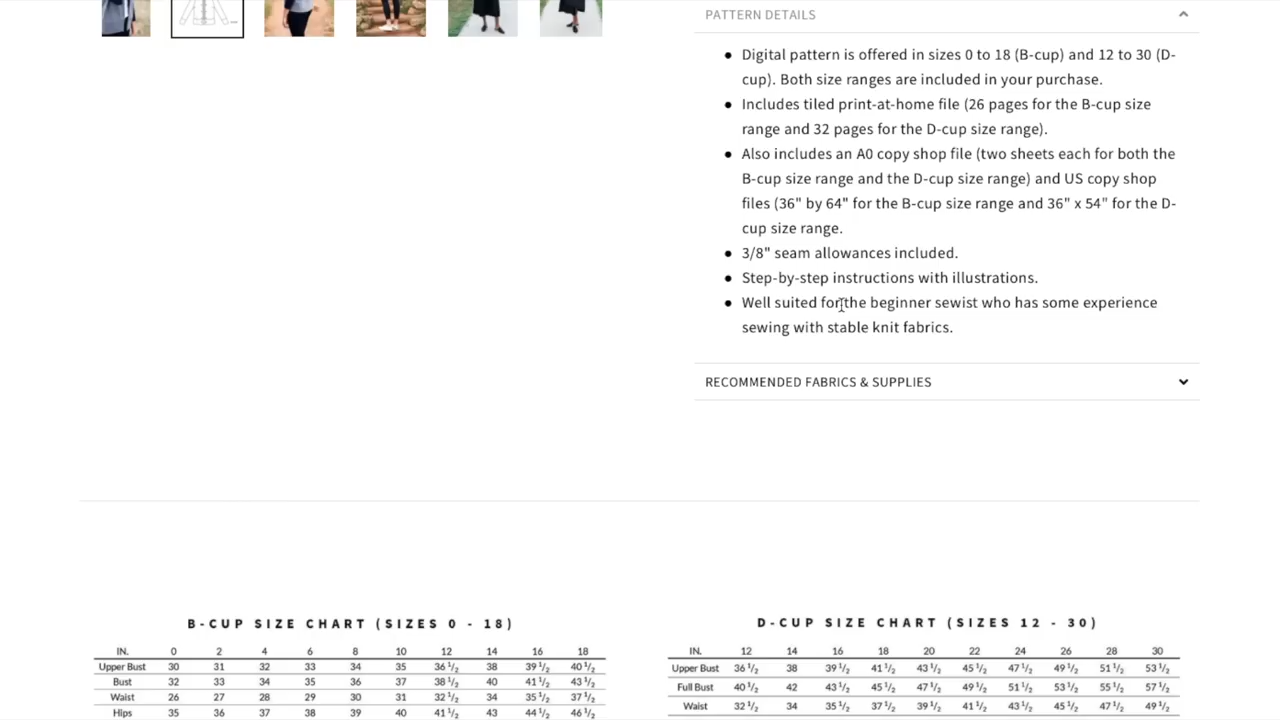 PATTERN DETAILS
Digital pattern is offered in sizes 0 to 18 (B-cup) and 12 to 30 (D-
cup). Both size ranges are included in your purchase.
Includes tiled print-at-home file (26 pages for the B-cup size
range and 32 pages for the D-cup size range).
Also includes an A0 copy shop file (two sheets each for both the
B-cup size range and the D-cup size range) and US copy shop
files (36" by 64" for the B-cup size range and 36" x 54" for the D-
cup size range.
3/8" seam allowances included.
Step-by-step instructions with illustrations.
Well suited for the beginner sewist who has some experience
sewing with stable knit fabrics.
RECOMMENDED FABRICS & SUPPLIES
B-CUP SIZE CHART (SIZES 0 - 18)
IN. 0 2 4 6 8 10 12 14 16 18
Upper Bust 30 31 32 33 34 35 36 1/2 38 39 1/2 40 1/2
Bust 32 33 34 35 36 37 38 1/2 40 41 1/2 43 1/2
Waist 26 27 28 29 30 31 32 1/2 34 35 1/2 37 1/2
Hips 35 36 37 38 39 40 41 1/2 43 44 1/2 46 1/2
D-CUP SIZE CHART (SIZES 12 - 30)
IN. 12 14 16 18 20 22 24 26 28 30
Upper Bust 36 1/2 38 39 1/2 41 1/2 43 1/2 45 1/2 47 1/2 49 1/2 51 1/2 53 1/2
Full Bust 40 1/2 42 43 1/2 45 1/2 47 1/2 49 1/2 51 1/2 53 1/2 55 1/2 57 1/2
Waist 32 1/2 34 35 1/2 37 1/2 39 1/2 41 1/2 43 1/2 45 1/2 47 1/2 49 1/2